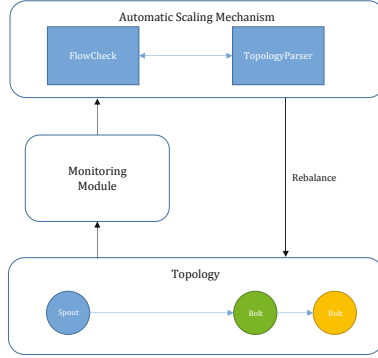 Automatic Scaling Mechanism
FlowCheck
TopologyParser
Monitoring
Module
Rebalance
Topology
Spout
Bolt
Bolt